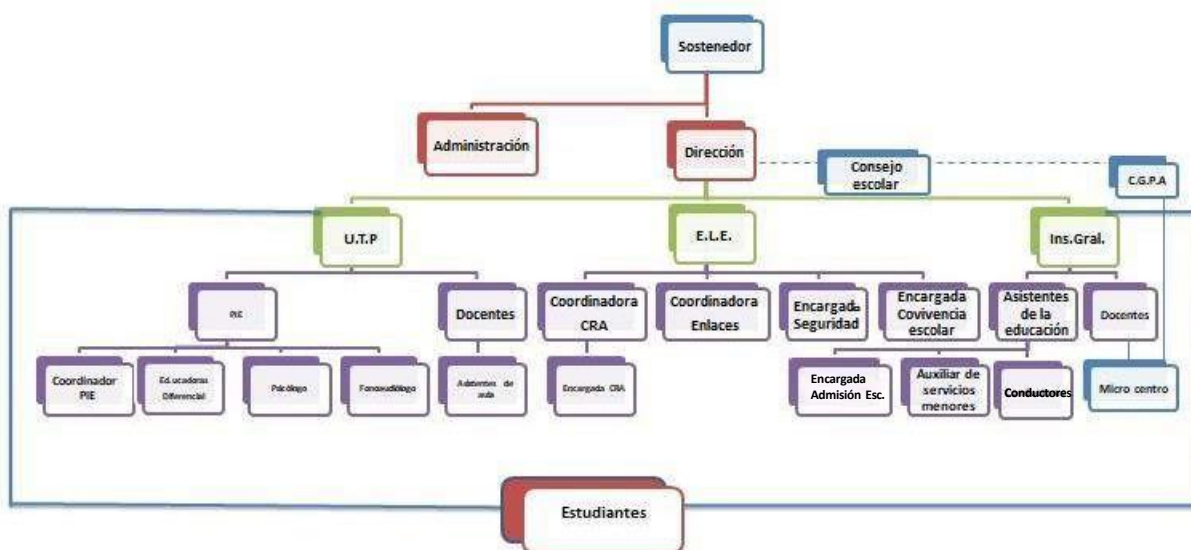 Sostenedor
Administración
Dirección
Consejo
escolar
C.G.P.A
U.T.P
E.L.E.
Ins.Gral.
PIE
Docentes
Coordinadora
CRA
Coordinadora
Enlaces
Encargada
Seguridad
Encargada
Covivencia
escolar
Asistentes
de la
educación
Docentes
Coordinador
PIE
Ed.ucadoras
Diferencial
Psicólogo
Fonoaudiólogo
Asistentes de
aula
Encargada CRA
Encargada
Admisión Esc.
Auxiliar de
servicios
menores
Conductores
Micro centro
Estudiantes